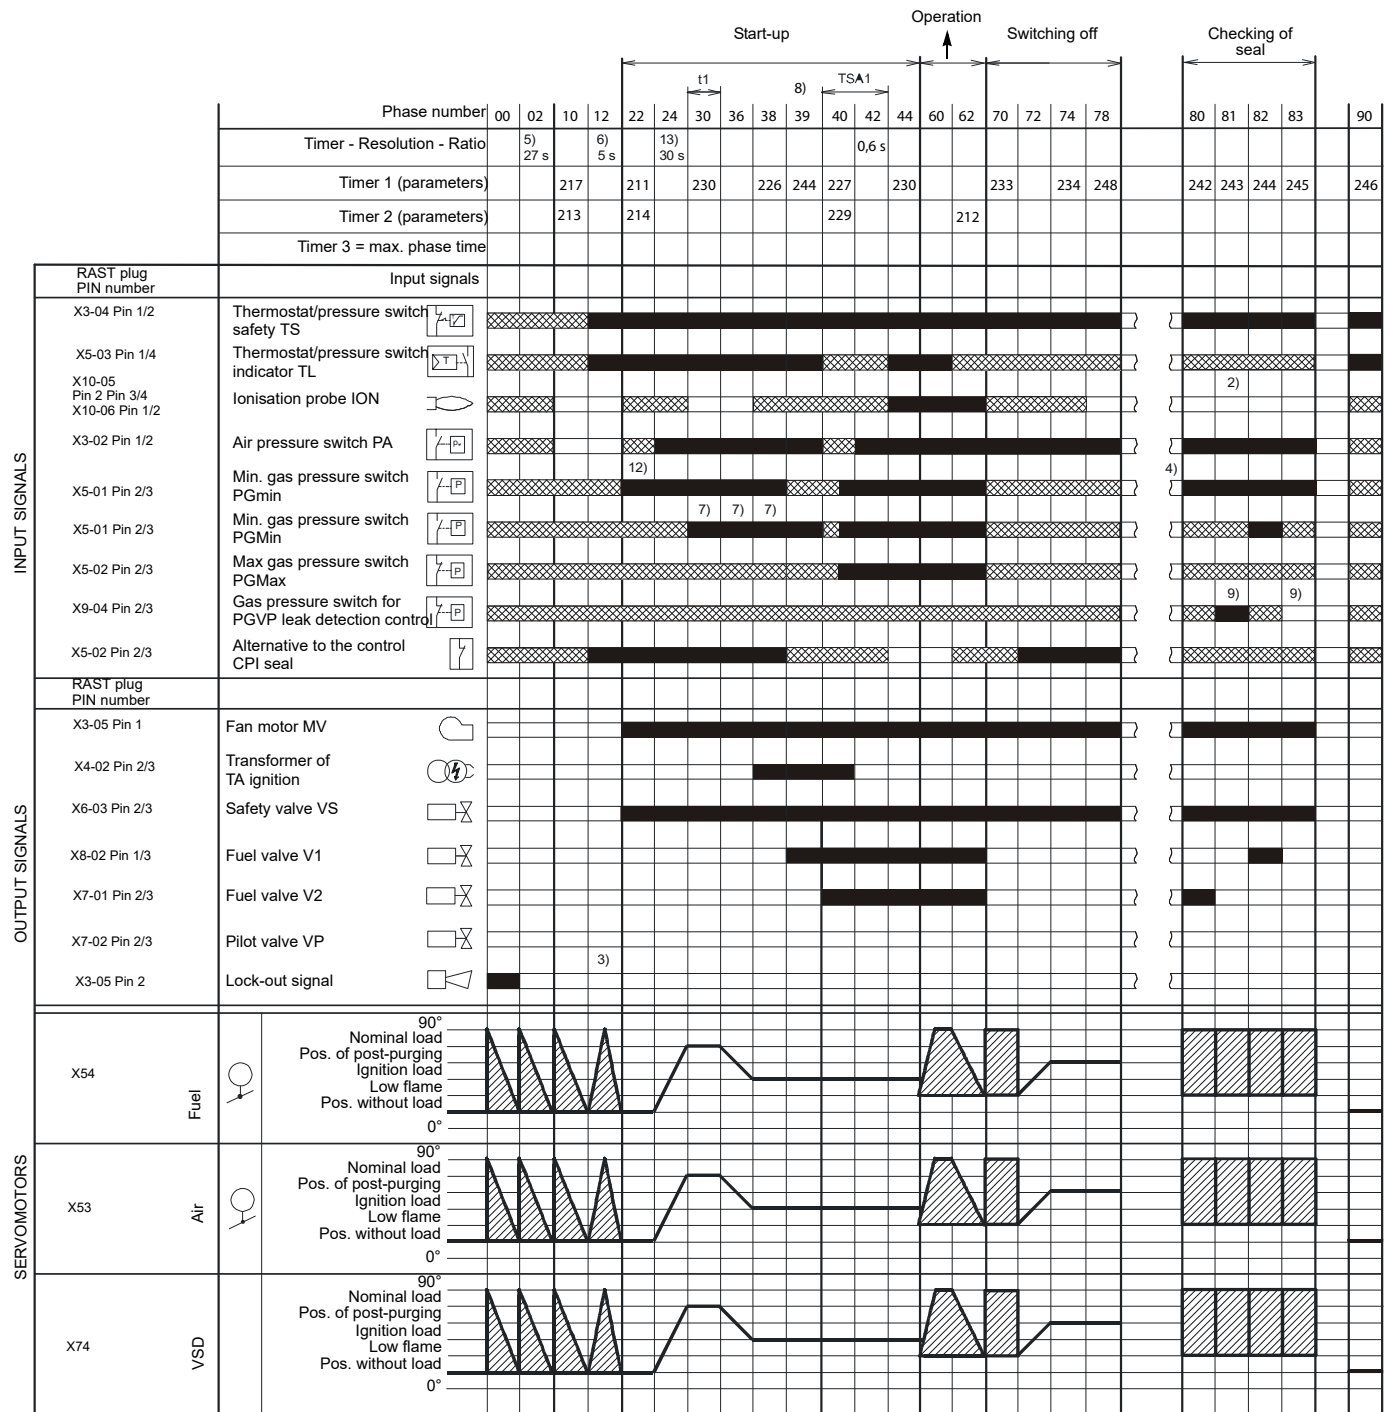 Operation
Start-up
Switching off
Checking of
seal
t1
8)
TSA1
Phase number 00 02 10 12 22 24 30 36 38 39 40 42 44 60 62 70 72 74 78 80 81 82 83 90
Timer - Resolution - Ratio 5) 27 s 6) 5 s 13) 30 s 0,6 s
Timer 1 (parameters) 217 211 230 226 244 227 230 233 234 248 242 243 244 245 246
Timer 2 (parameters) 213 214 229 212
Timer 3 = max. phase time
RAST plug
PIN number
Input signals
INPUT SIGNALS
X3-04 Pin 1/2
Thermostat/pressure switch
safety TS
X5-03 Pin 1/4
Thermostat/pressure switch
indicator TL
T
2)
X10-05
Pin 2 Pin 3/4
X10-06 Pin 1/2
Ionisation probe ION
X3-02 Pin 1/2
Air pressure switch PA
12)
4)
X5-01 Pin 2/3
Min. gas pressure switch
PGmin
P
7) 7) 7)
X5-01 Pin 2/3
Min. gas pressure switch
PGMin
P
X5-02 Pin 2/3
Max gas pressure switch
PGMax
P
9) 9)
X9-04 Pin 2/3
Gas pressure switch for
PGVP leak detection control
P
X5-02 Pin 2/3
Alternative to the control
CPI seal
RAST plug
PIN number
OUTPUT SIGNALS
X3-05 Pin 1
Fan motor MV
X4-02 Pin 2/3
Transformer of
TA ignition
X6-03 Pin 2/3
Safety valve VS
X8-02 Pin 1/3
Fuel valve V1
X7-01 Pin 2/3
Fuel valve V2
X7-02 Pin 2/3
Pilot valve VP
3)
X3-05 Pin 2
Lock-out signal
SERVOMOTORS
X54
Fuel
90°
Nominal load
Pos. of post-purging
Ignition load
Low flame
Pos. without load
0°
X53
Air
90°
Nominal load
Pos. of post-purging
Ignition load
Low flame
Pos. without load
0°
X74
VSD
90°
Nominal load
Pos. of post-purging
Ignition load
Low flame
Pos. without load
0°